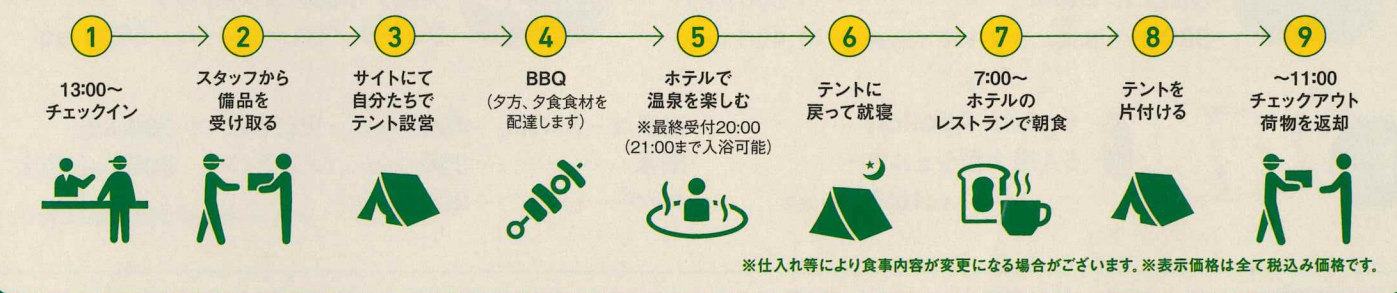 1
13:00～
チェックイン
2
スタッフから
備品を
受け取る
3
サイトにて
自分たちで
テント設営
4
BBQ
(夕方、夕食食材を
配達します)
5
ホテルで
温泉を楽しむ
※最終受付20:00
(21:00まで入浴可能)
6
テントに
戻って就寝
7
7:00～
ホテルの
レストランで朝食
8
テントを
片付ける
9
～11:00
チェックアウト
荷物を返却
※仕入れ等により食事内容が変更になる場合がございます。※表示価格は全て税込み価格です。